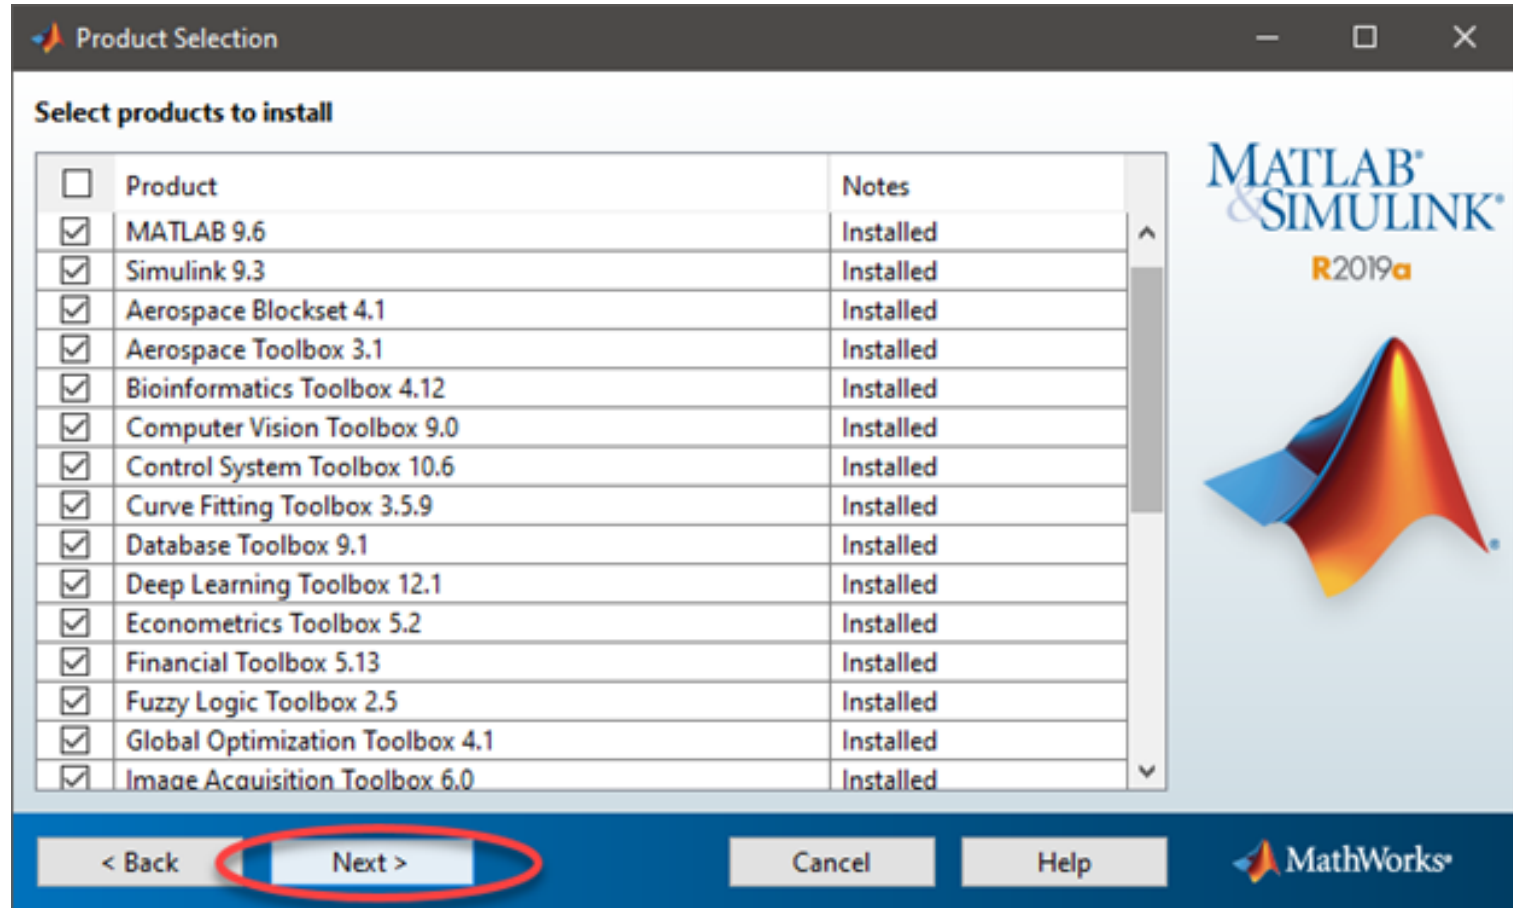 Product Selection
Select products to install
Product Notes
MATLAB 9.6 Installed
Simulink 9.3 Installed
Aerospace Blockset 4.1 Installed
Aerospace Toolbox 3.1 Installed
Bioinformatics Toolbox 4.12 Installed
Computer Vision Toolbox 9.0 Installed
Control System Toolbox 10.6 Installed
Curve Fitting Toolbox 3.5.9 Installed
Database Toolbox 9.1 Installed
Deep Learning Toolbox 12.1 Installed
Econometrics Toolbox 5.2 Installed
Financial Toolbox 5.13 Installed
Fuzzy Logic Toolbox 2.5 Installed
Global Optimization Toolbox 4.1 Installed
Image Acquisition Toolbox 6.0 Installed
MATLAB®
&SIMULINK®
R2019a
< Back Next > Cancel Help MathWorks®